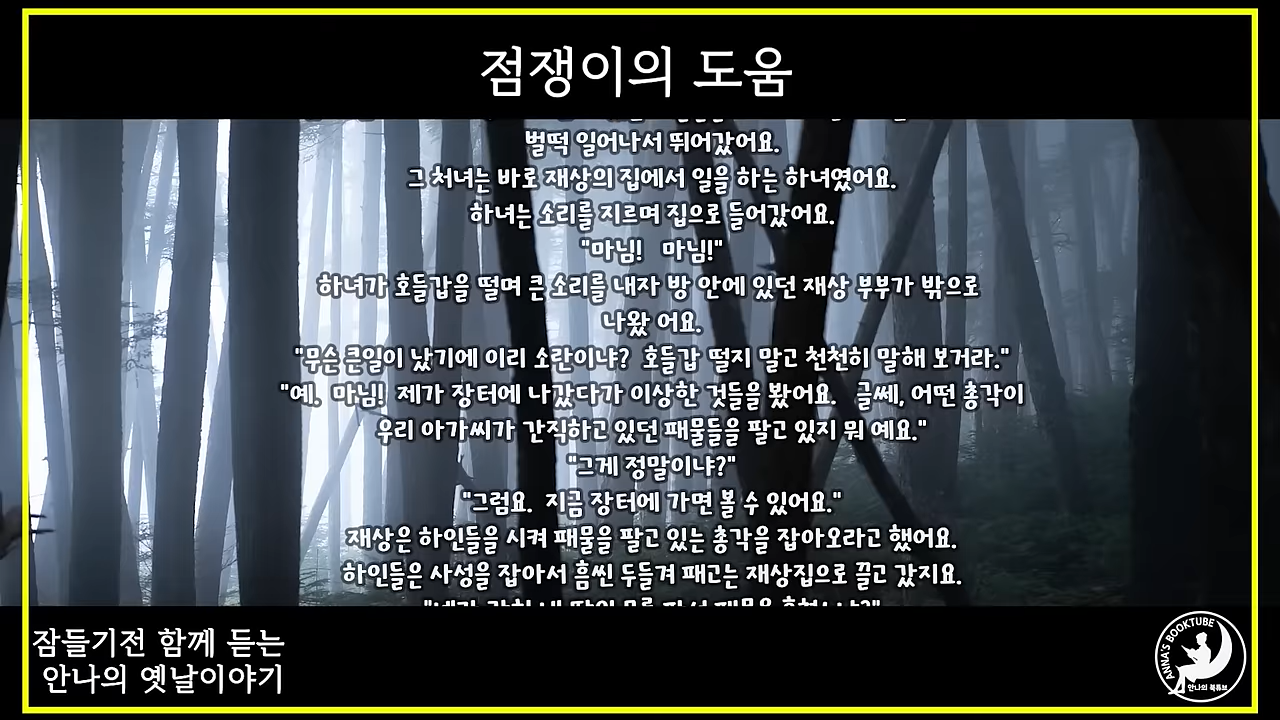 점쟁이의 도움
벌떡 일어나서 뛰어갔어요.
그 처녀는 바로 재상의 집에서 일을 하는 하녀였어요.
하녀는 소리를 지르며 집으로 들어갔어요.
"마님!   마님!"
하녀가 호들갑을 떨며 큰 소리를 내자 방 안에 있던 재상 부부가 밖으로
나왔 어요.
"무슨 큰일이 났기에 이리 소란이냐?  호들갑 떨지 말고 천천히 말해 보거라."
"예,  마님!  제가 장터에 나갔다가 이상한 것들을 봤어요.   글쎄, 어떤 총각이
우리 아가씨가 간직하고 있던 패물들을 팔고 있지 뭐 예요."
"그게 정말이냐?"
"그럼요.  지금 장터에 가면 볼 수 있어요."
재상은 하인들을 시켜 패물을 팔고 있는 총각을 잡아오라고 했어요.
하인들은 사성을 잡아서 흠씬 두들겨 패고는 재상집으로 끌고 갔지요.
잠들기전 함께 듣는
안나의 옛날이야기
ANNA'S BOOKTUBE
안나의 북튜브